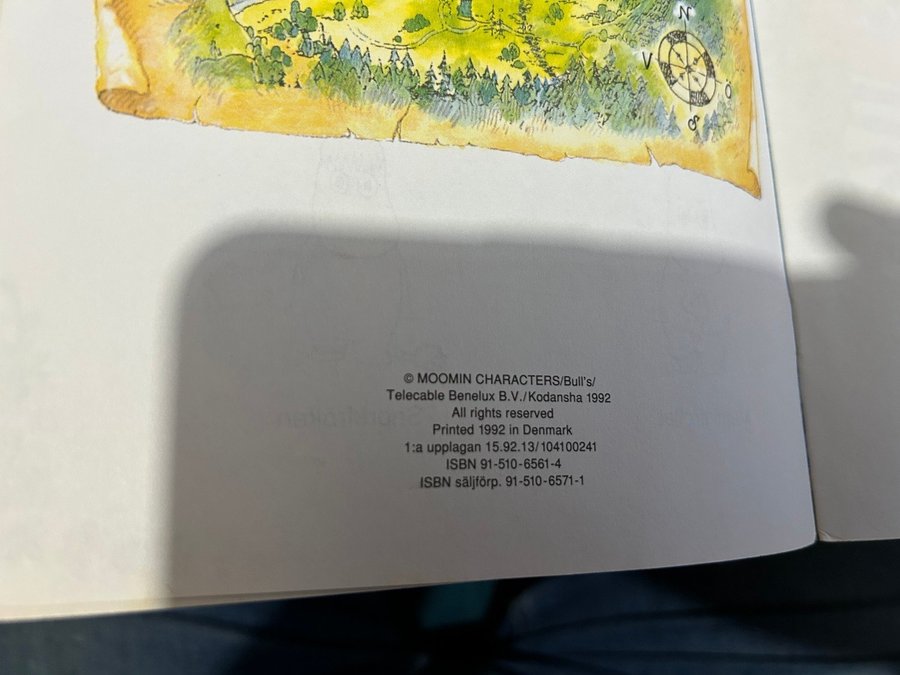 N
V
O
S
© MOOMIN CHARACTERS/Bull's/
Telecable Benelux B.V./Kodansha 1992
All rights reserved
Printed 1992 in Denmark
1:a upplagan 15.92.13/104100241
ISBN 91-510-6561-4
ISBN säljförp. 91-510-6571-1